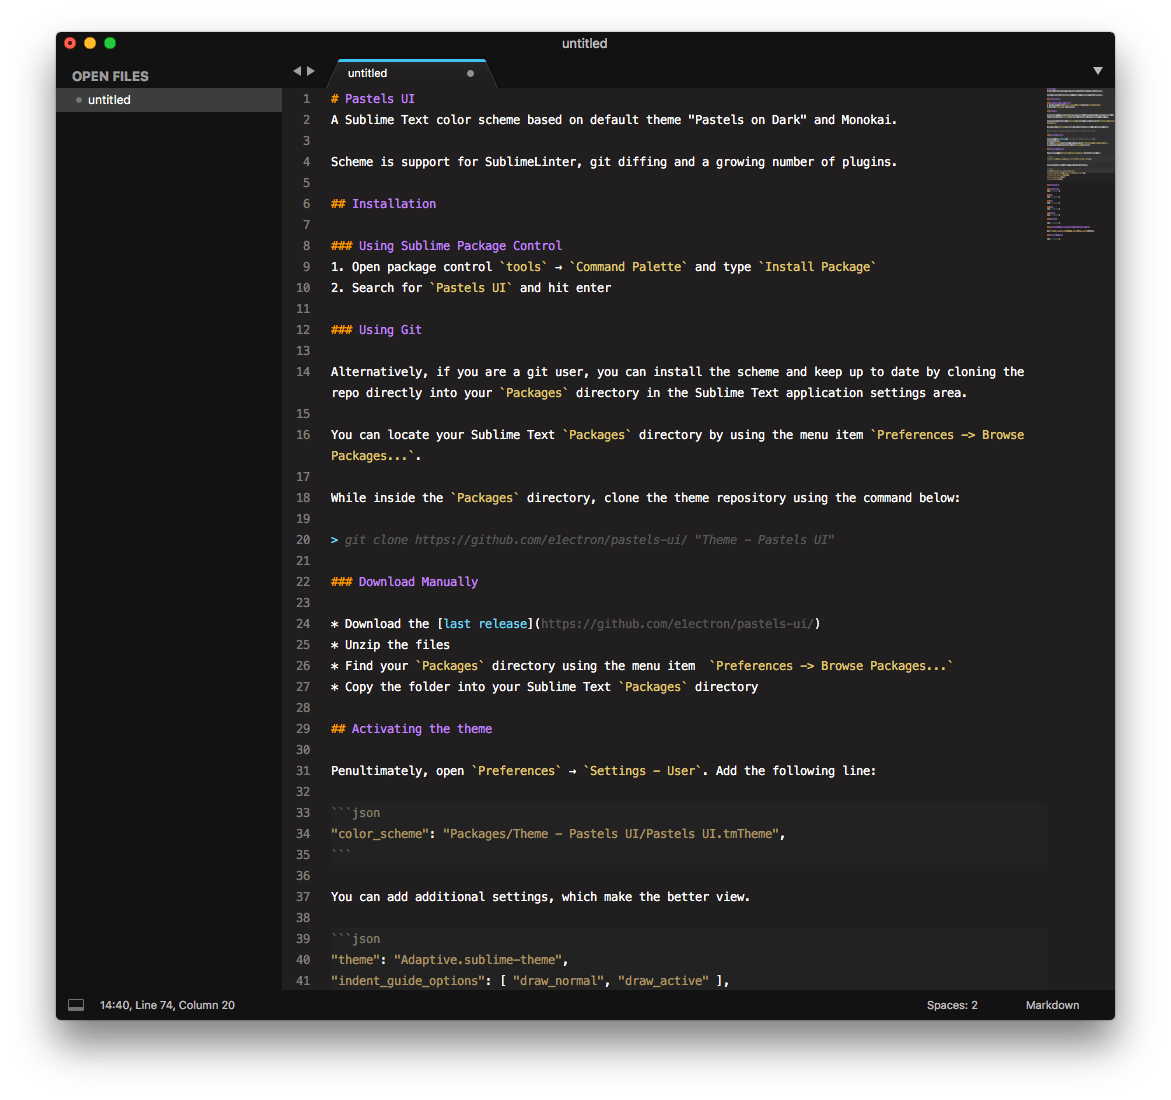 untitled
OPEN FILES
untitled
untitled
1 # Pastels UI
2 A Sublime Text color scheme based on default theme "Pastels on Dark" and Monokai.
3
4 Scheme is support for SublimeLinter, git diffing and a growing number of plugins.
5
6 ## Installation
7
8 ### Using Sublime Package Control
9 1. Open package control `tools` → `Command Palette` and type `Install Package`
10 2. Search for `Pastels UI` and hit enter
11
12 ### Using Git
13
14 Alternatively, if you are a git user, you can install the scheme and keep up to date by cloning the
repo directly into your `Packages` directory in the Sublime Text application settings area.
15
16 You can locate your Sublime Text `Packages` directory by using the menu item `Preferences -> Browse
Packages...`.
17
18 While inside the `Packages` directory, clone the theme repository using the command below:
19
20 > git clone https://github.com/e1ectron/pastels-ui/ "Theme - Pastels UI"
21
22 ### Download Manually
23
24 * Download the [last release](https://github.com/e1ectron/pastels-ui/)
25 * Unzip the files
26 * Find your `Packages` directory using the menu item  `Preferences -> Browse Packages...`
27 * Copy the folder into your Sublime Text `Packages` directory
28
29 ## Activating the theme
30
31 Penultimately, open `Preferences` → `Settings - User`. Add the following line:
32
33 ```json
34 "color_scheme": "Packages/Theme - Pastels UI/Pastels UI.tmTheme",
35 ```
36
37 You can add additional settings, which make the better view.
38
39 ```json
40 "theme": "Adaptive.sublime-theme",
41 "indent_guide_options": [ "draw_normal", "draw_active" ],
14:40, Line 74, Column 20
Spaces: 2
Markdown